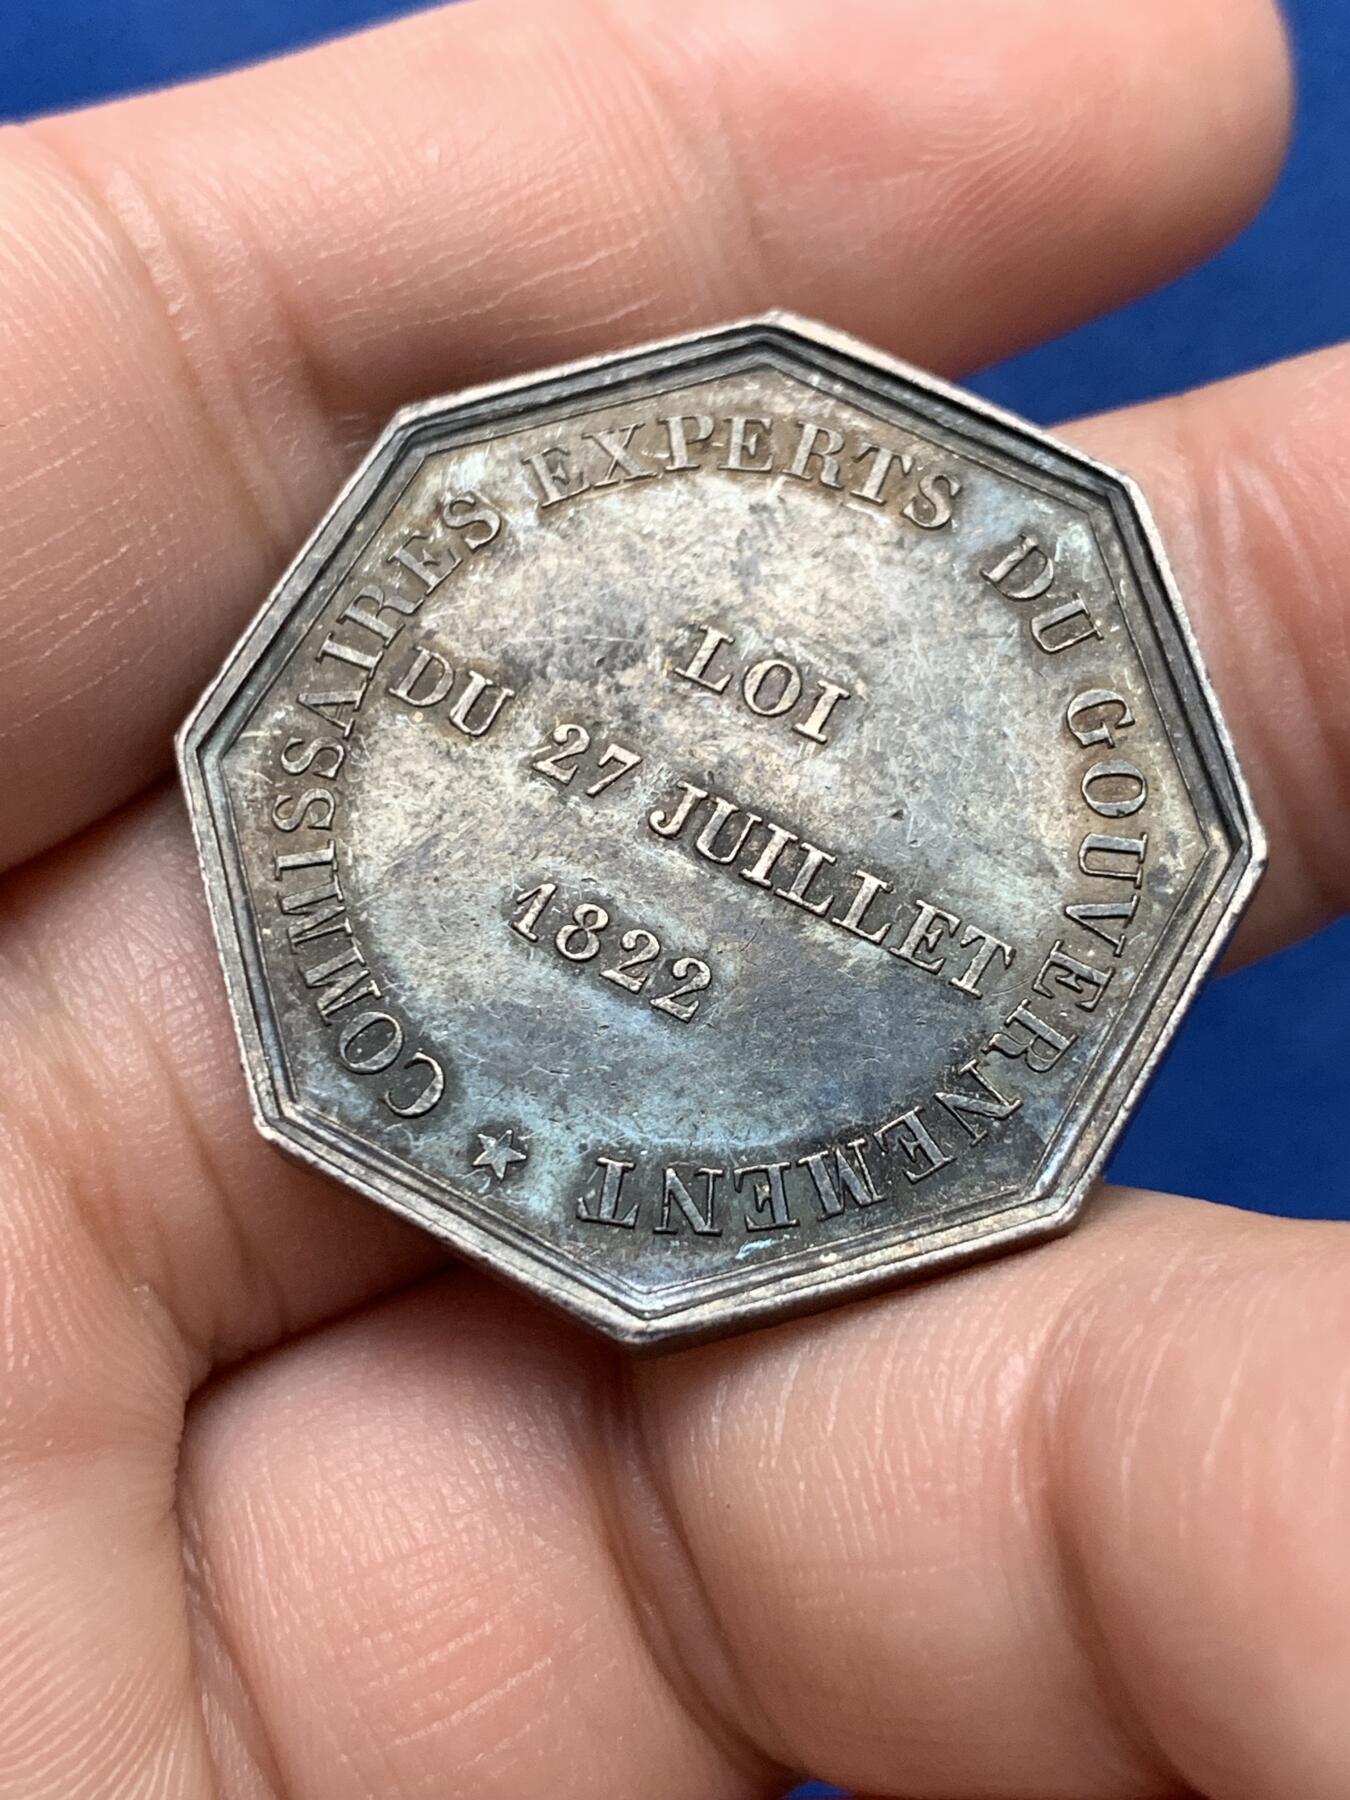 COMMISSAIRES EXPERTS DU GOUVERNEMENT ★
LOI
DU 27 JUILLET
1822